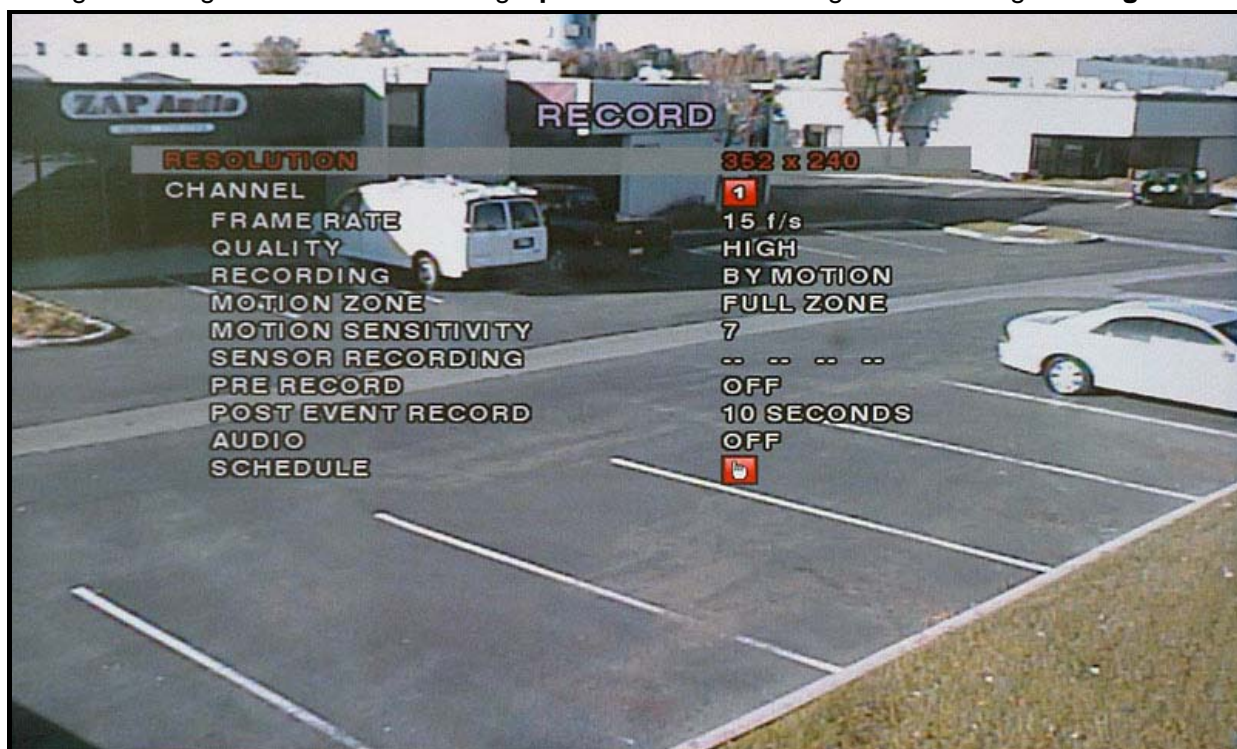 ZAP Audio
RECORD
RESOLUTION 352 x 240
CHANNEL 1
FRAME RATE 15 f/s
QUALITY HIGH
RECORDING BY MOTION
MOTION ZONE FULL ZONE
MOTION SENSITIVITY 7
SENSOR RECORDING -- -- -- --
PRE RECORD OFF
POST EVENT RECORD 10 SECONDS
AUDIO OFF
SCHEDULE